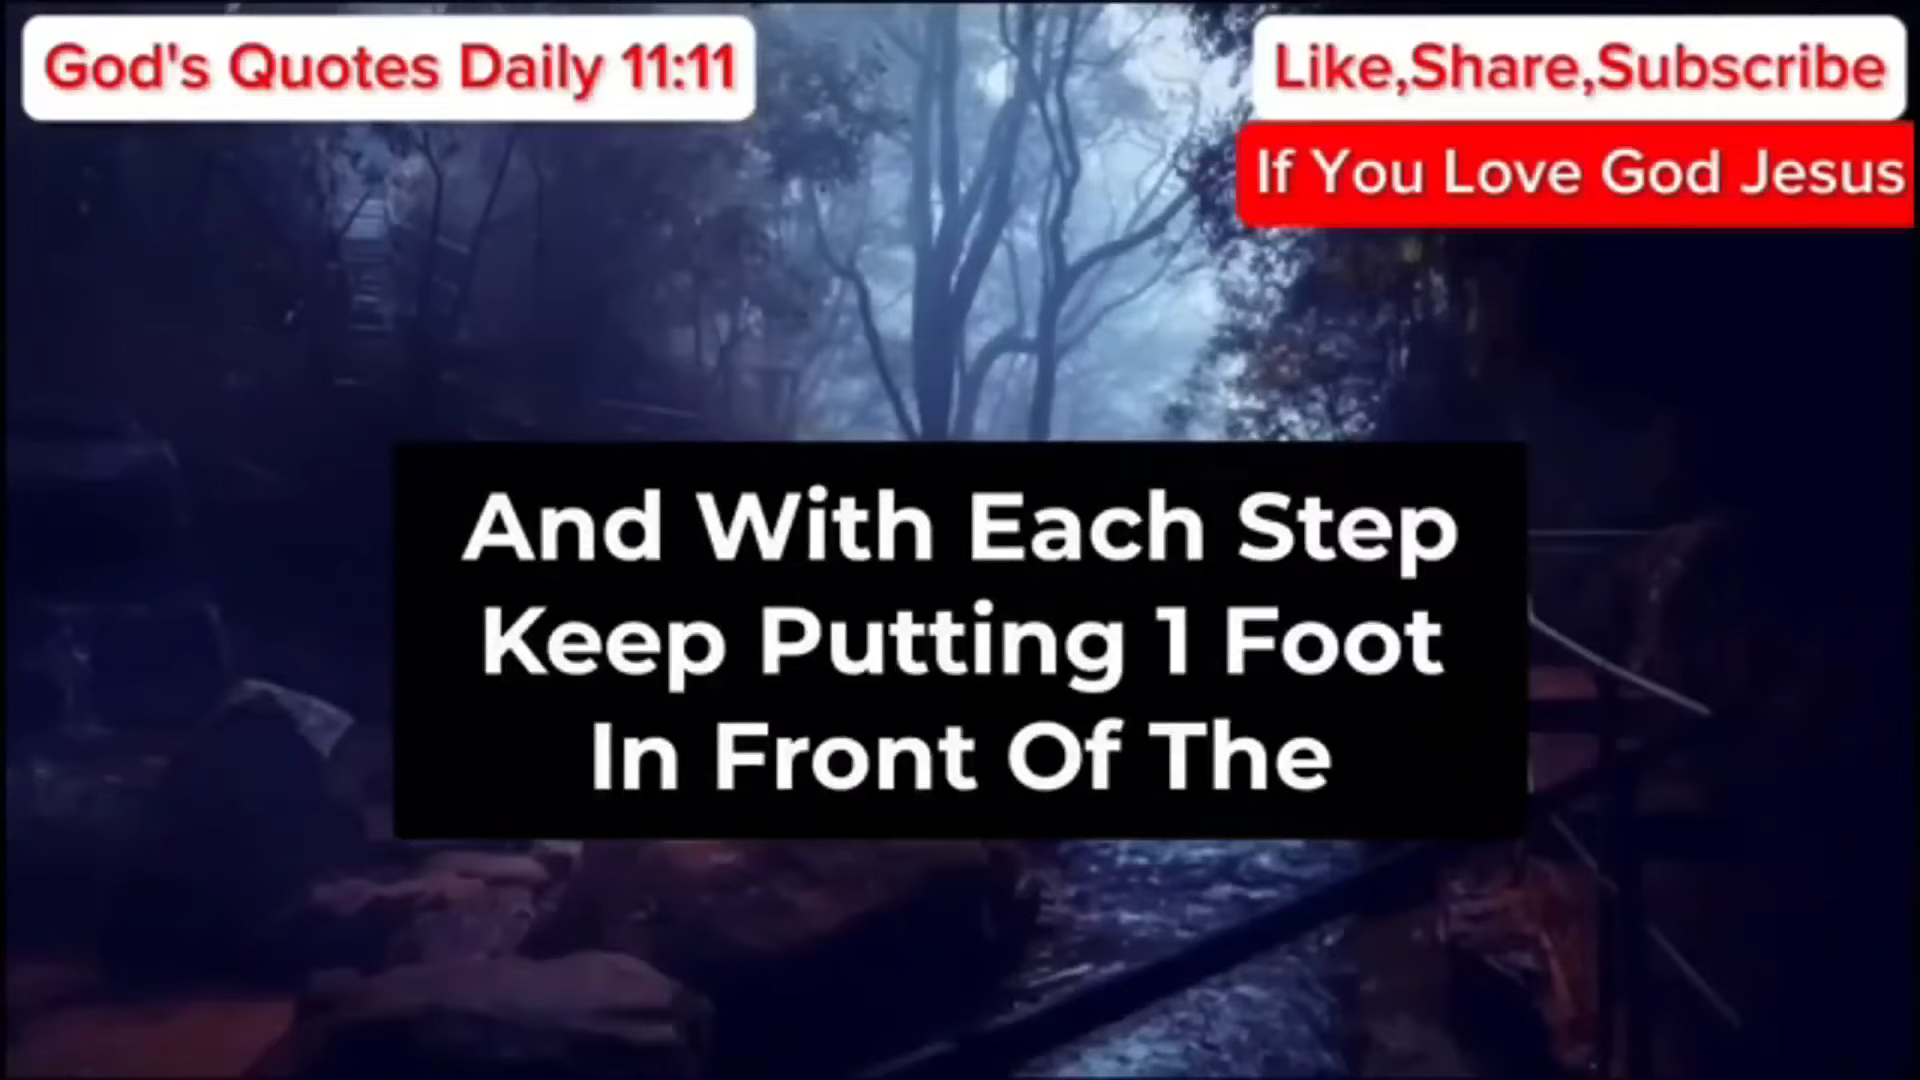 God's Quotes Daily 11:11
Like,Share,Subscribe
If You Love God Jesus
And With Each Step
Keep Putting 1 Foot
In Front Of The